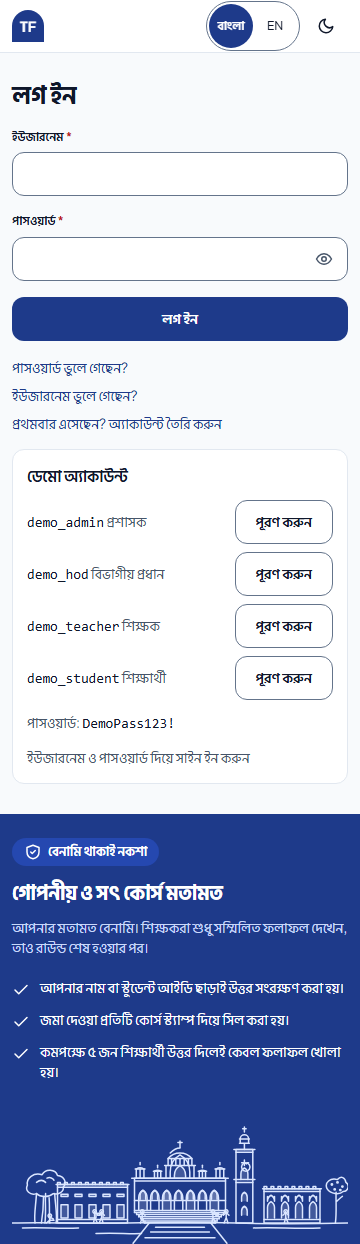 TF
বাংলা EN
লগ ইন
ইউজারনেম *
পাসওয়ার্ড *
লগ ইন
পাসওয়ার্ড ভুলে গেছেন?
ইউজারনেম ভুলে গেছেন?
প্রথমবার এসেছেন? অ্যাকাউন্ট তৈরি করুন
ডেমো অ্যাকাউন্ট
demo_admin প্রশাসক পূরণ করুন
demo_hod বিভাগীয় প্রধান পূরণ করুন
demo_teacher শিক্ষক পূরণ করুন
demo_student শিক্ষার্থী পূরণ করুন
পাসওয়ার্ড: DemoPass123!
ইউজারনেম ও পাসওয়ার্ড দিয়ে সাইন ইন করুন
বেনামি থাকাই নকশা
গোপনীয় ও সৎ কোর্স মতামত
আপনার মতামত বেনামি। শিক্ষকরা শুধু সম্মিলিত ফলাফল দেখেন,
তাও রাউন্ড শেষ হওয়ার পর।
আপনার নাম বা স্টুডেন্ট আইডি ছাড়াই উত্তর সংরক্ষণ করা হয়।
জমা দেওয়া প্রতিটি কোর্স স্ট্যাম্প দিয়ে সিল করা হয়।
কমপক্ষে ৫ জন শিক্ষার্থী উত্তর দিলেই কেবল ফলাফল খোলা
হয়।